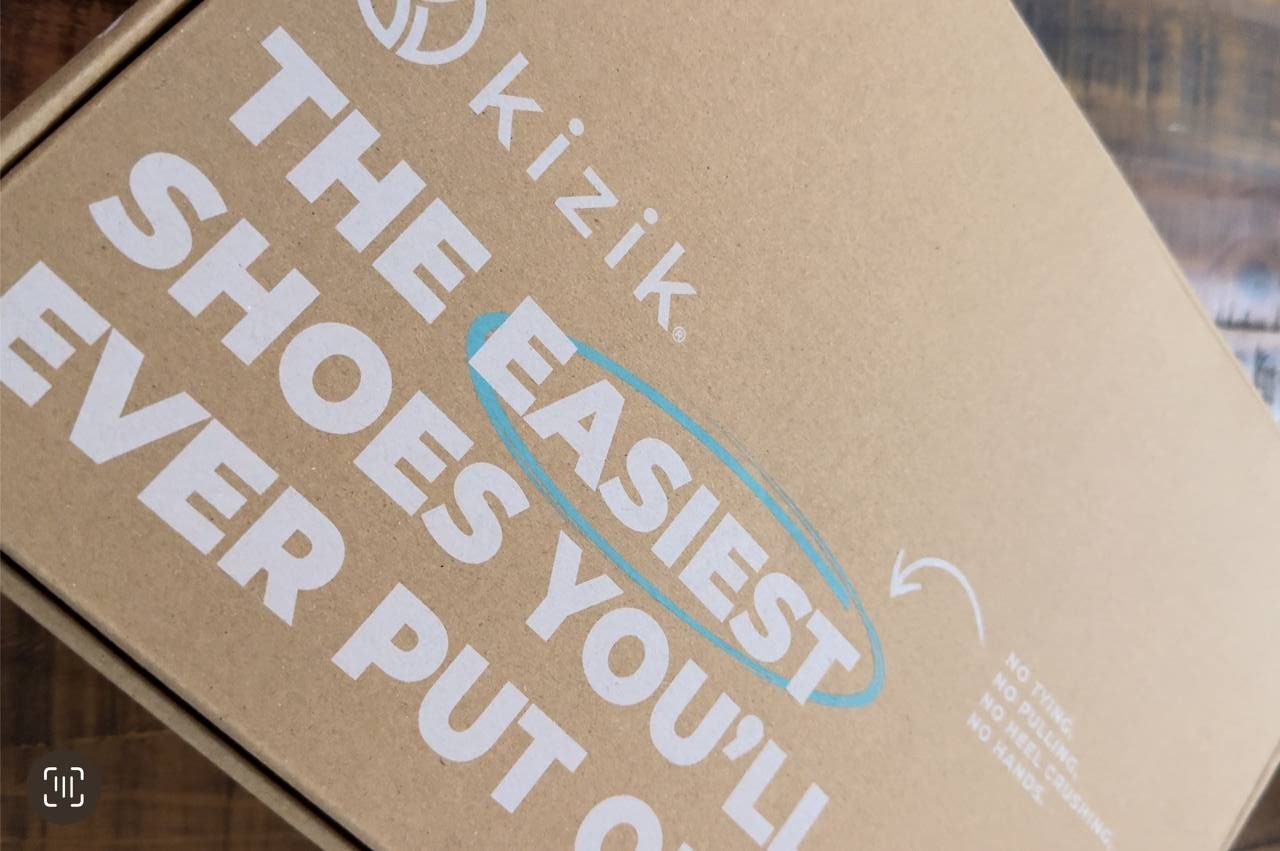 kizik®
THE EASIEST
SHOES YOU'LL
EVER PUT
NO TYING.
NO PULLING.
NO HEEL CRUSHING.
NO HANDS.